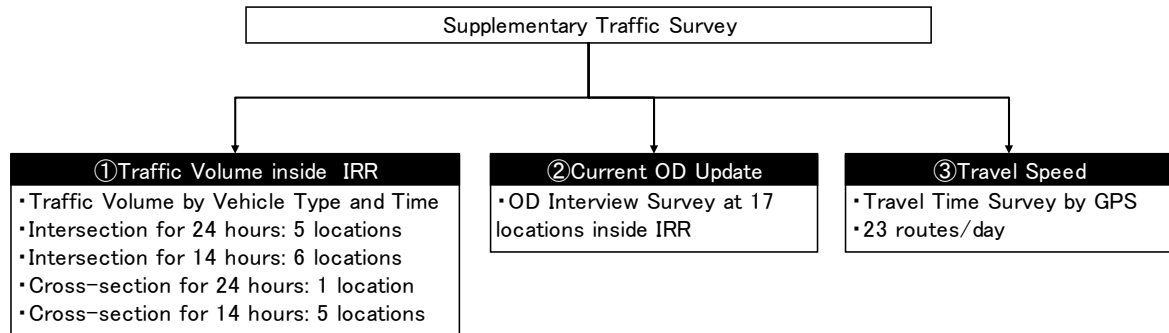 Supplementary Traffic Survey
①Traffic Volume inside IRR
・Traffic Volume by Vehicle Type and Time
・Intersection for 24 hours: 5 locations
・Intersection for 14 hours: 6 locations
・Cross-section for 24 hours: 1 location
・Cross-section for 14 hours: 5 locations
②Current OD Update
・OD Interview Survey at 17
locations inside IRR
③Travel Speed
・Travel Time Survey by GPS
・23 routes/day